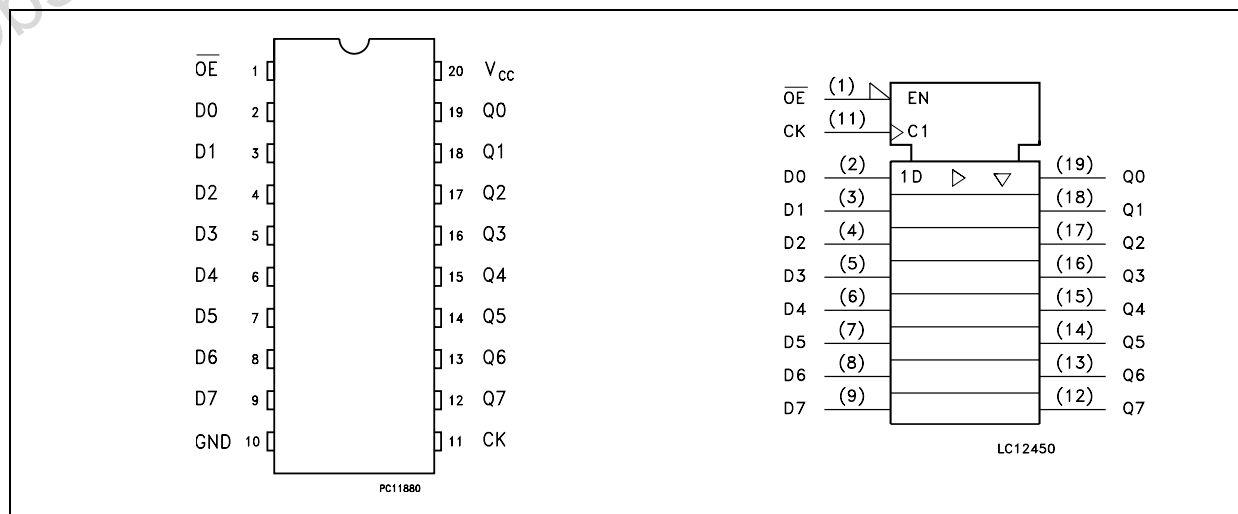 OE 1 20 VCC
D0 2 19 Q0
D1 3 18 Q1
D2 4 17 Q2
D3 5 16 Q3
D4 6 15 Q4
D5 7 14 Q5
D6 8 13 Q6
D7 9 12 Q7
GND 10 11 CK
PC11880
OE (1) EN
CK (11) C1
D0 (2) 1D (19) Q0
D1 (3) (18) Q1
D2 (4) (17) Q2
D3 (5) (16) Q3
D4 (6) (15) Q4
D5 (7) (14) Q5
D6 (8) (13) Q6
D7 (9) (12) Q7
LC12450